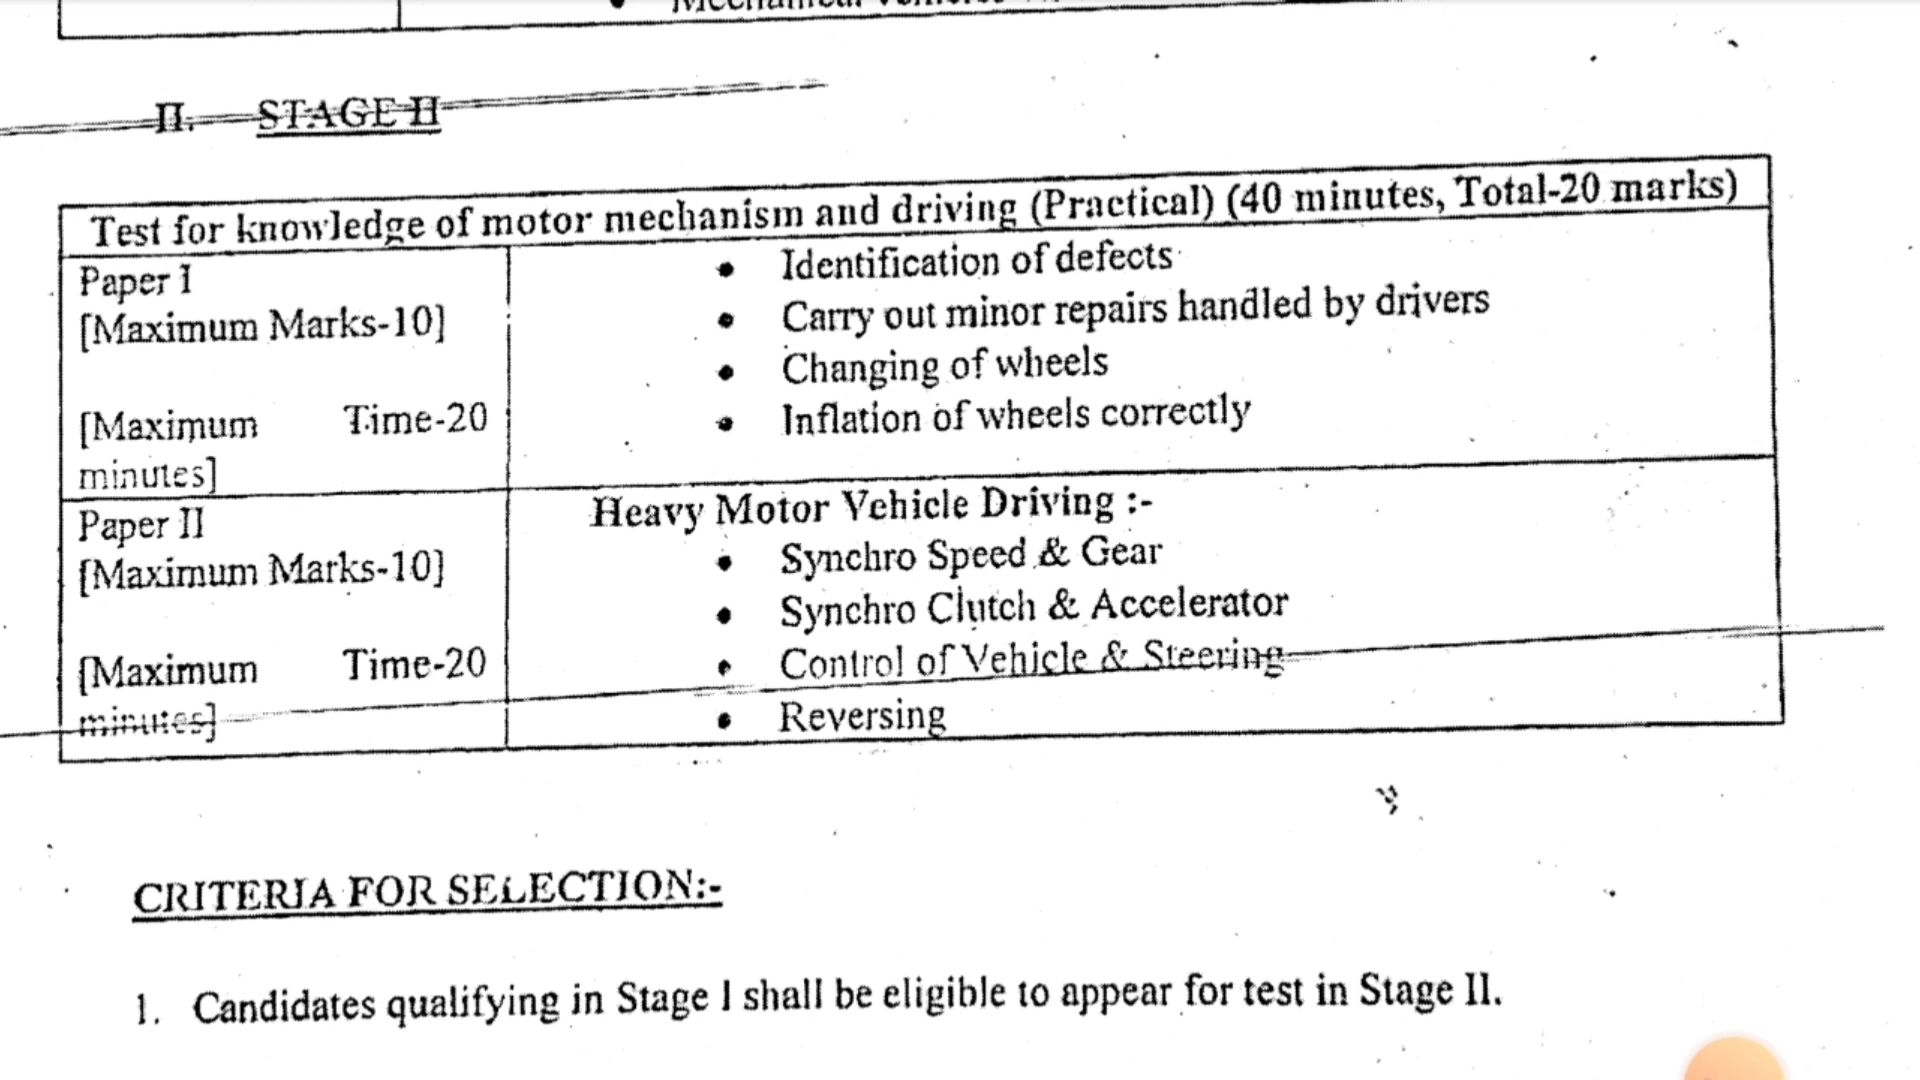 II. STAGE II
Test for knowledge of motor mechanism and driving (Practical) (40 minutes, Total-20 marks)
Paper I
[Maximum Marks-10]
[Maximum Time-20
minutes]
• Identification of defects
• Carry out minor repairs handled by drivers
• Changing of wheels
• Inflation of wheels correctly
Paper II
[Maximum Marks-10]
[Maximum Time-20
minutes]
Heavy Motor Vehicle Driving :-
• Synchro Speed & Gear
• Synchro Clutch & Accelerator
• Control of Vehicle & Steering
• Reversing
CRITERIA FOR SELECTION:-
1. Candidates qualifying in Stage I shall be eligible to appear for test in Stage II.